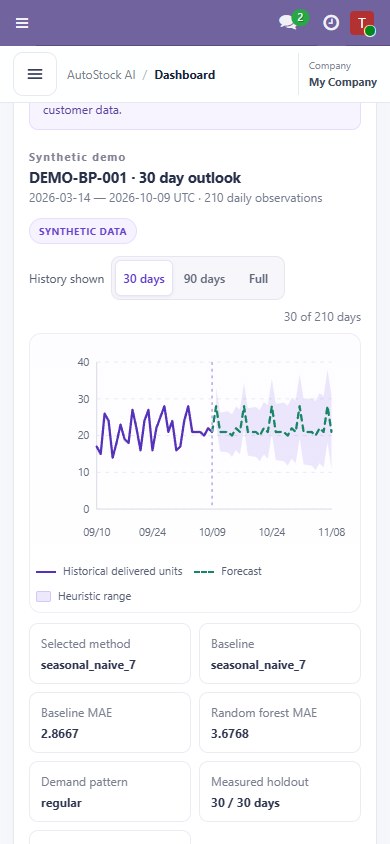 2
T
AutoStock AI / Dashboard
Company
My Company
customer data.
Synthetic demo
DEMO-BP-001 · 30 day outlook
2026-03-14 — 2026-10-09 UTC · 210 daily observations
SYNTHETIC DATA
History shown 30 days 90 days Full
30 of 210 days
40
30
20
10
0
09/10 09/24 10/09 10/24 11/08
Historical delivered units Forecast
Heuristic range
Selected method Baseline
seasonal_naive_7 seasonal_naive_7
Baseline MAE Random forest MAE
2.8667 3.6768
Demand pattern Measured holdout
regular 30 / 30 days